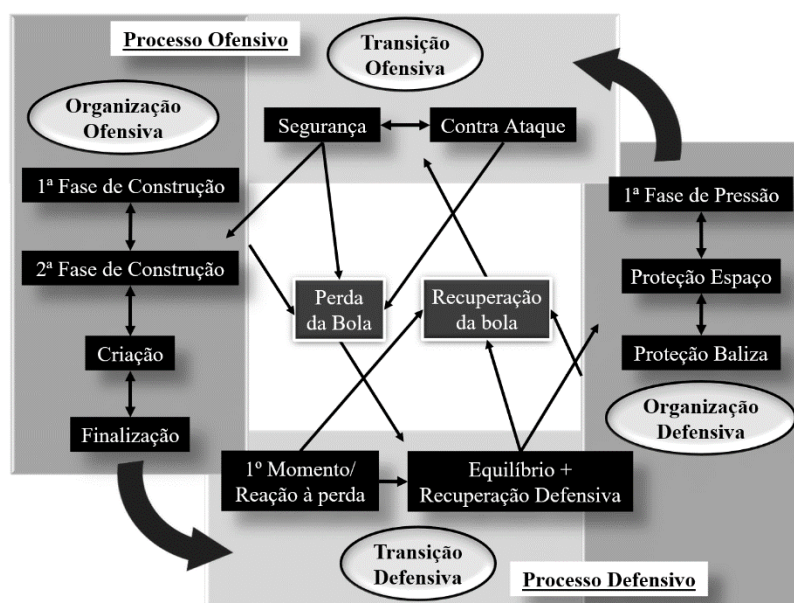 Processo Ofensivo
Transição
Ofensiva
Organização
Ofensiva
Segurança
Contra Ataque
1ª Fase de Construção
1ª Fase de Pressão
2ª Fase de Construção
Proteção Espaço
Perda
da Bola
Recuperação
da bola
Criação
Proteção Baliza
Organização
Defensiva
Finalização
1º Momento/
Reação à perda
Equilíbrio +
Recuperação Defensiva
Transição
Defensiva
Processo Defensivo